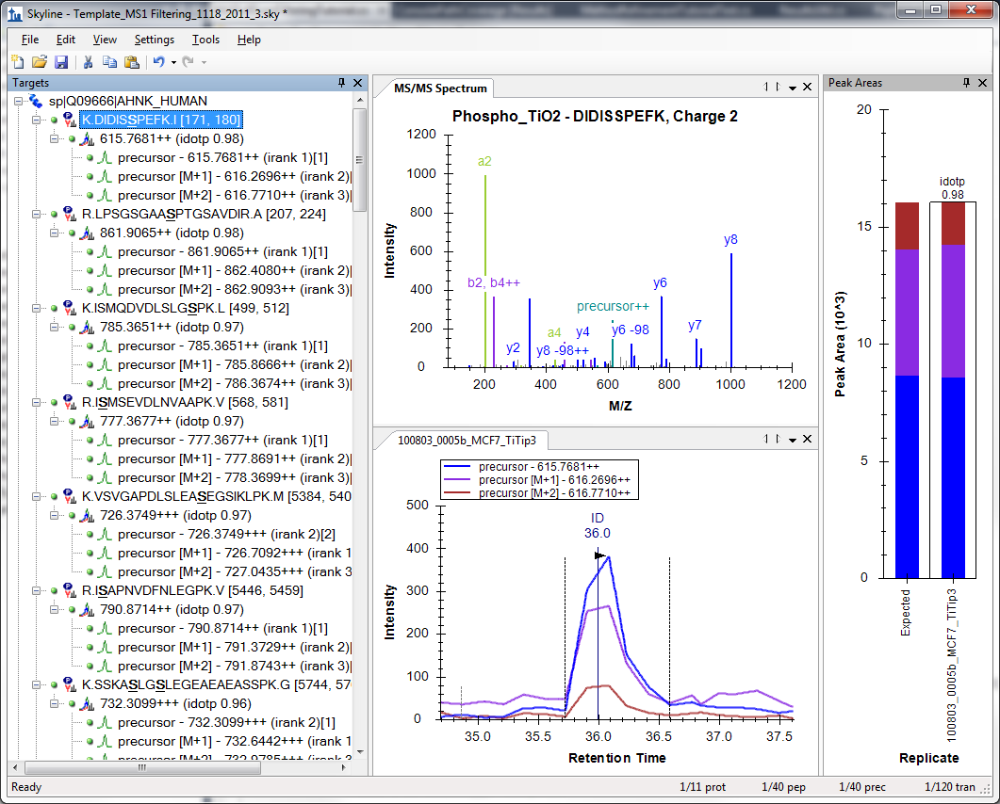 Skyline - Template_MS1 Filtering_1118_2011_3.sky *
File Edit View Settings Tools Help
Targets
sp|Q09666|AHNK_HUMAN
K.DIDISSPEFK.I [171, 180]
615.7681++ (idotp 0.98)
precursor - 615.7681++ (irank 1)[1]
precursor [M+1] - 616.2696++ (irank 2)[
precursor [M+2] - 616.7710++ (irank 3)[
R.LPSGSGAASPTGSAVDIR.A [207, 224]
861.9065++ (idotp 0.98)
precursor - 861.9065++ (irank 1)[1]
precursor [M+1] - 862.4080++ (irank 2)[
precursor [M+2] - 862.9093++ (irank 3)[
K.ISMQDVDLSLGSPK.L [499, 512]
785.3651++ (idotp 0.97)
precursor - 785.3651++ (irank 1)[1]
precursor [M+1] - 785.8666++ (irank 2)[
precursor [M+2] - 786.3674++ (irank 3)[
R.ISMSEVDLNVAAPK.V [568, 581]
777.3677++ (idotp 0.97)
precursor - 777.3677++ (irank 1)[1]
precursor [M+1] - 777.8691++ (irank 2)[
precursor [M+2] - 778.3699++ (irank 3)[
K.VSVGAPDLSLEASEGSIKLPK.M [5384, 540
726.3749+++ (idotp 0.97)
precursor - 726.3749+++ (irank 2)[2]
precursor [M+1] - 726.7092+++ (irank 1
precursor [M+2] - 727.0435+++ (irank 3
R.ISAPNVDFNLEGPK.V [5446, 5459]
790.8714++ (idotp 0.97)
precursor - 790.8714++ (irank 1)[1]
precursor [M+1] - 791.3729++ (irank 2)[
precursor [M+2] - 791.8743++ (irank 3)[
K.SSKASLGSLEGEAEAEASSPK.G [5744, 576
732.3099+++ (idotp 0.96)
precursor - 732.3099+++ (irank 2)[1]
precursor [M+1] - 732.6442+++ (irank 1
precursor [M+2] - 732.9785+++ (irank 3
MS/MS Spectrum
Phospho_TiO2 - DIDISSPEFK, Charge 2
Intensity
1200
1000
800
600
400
200
0
a2
b2, b4++
y2
a4
y8 -98++
y4
precursor++
y6 -98
y6
y7
y8
200 400 600 800 1000 1200
M/Z
100803_0005b_MCF7_TiTip3
precursor - 615.7681++
precursor [M+1] - 616.2696++
precursor [M+2] - 616.7710++
Intensity
500
400
300
200
100
0
ID
36.0
35.0 35.5 36.0 36.5 37.0 37.5
Retention Time
Peak Areas
Peak Area (10^3)
20
15
10
5
0
idotp
0.98
Expected
100803_0005b_MCF7_TiTip3
Replicate
Ready 1/11 prot 1/40 pep 1/40 prec 1/120 tran